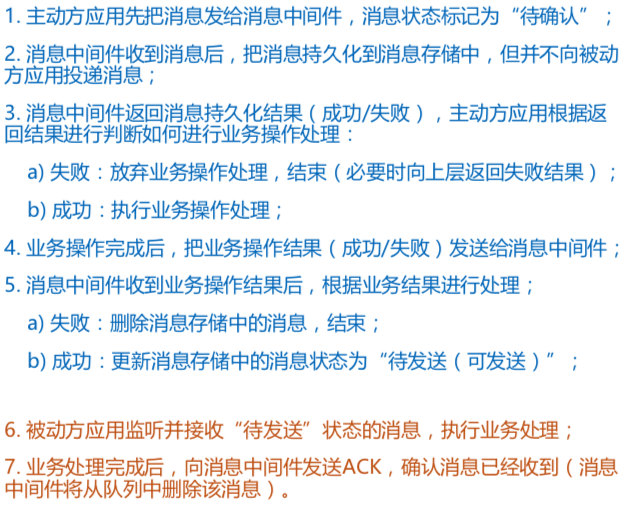 1. 主动方应用先把消息发给消息中间件，消息状态标记为“待确认”；
2. 消息中间件收到消息后，把消息持久化到消息存储中，但并不向被动
方应用投递消息；
3. 消息中间件返回消息持久化结果（成功/失败），主动方应用根据返
回结果进行判断如何进行业务操作处理：
a) 失败：放弃业务操作处理，结束（必要时向上层返回失败结果）；
b) 成功：执行业务操作处理；
4. 业务操作完成后，把业务操作结果（成功/失败）发送给消息中间件；
5. 消息中间件收到业务操作结果后，根据业务结果进行处理；
a) 失败：删除消息存储中的消息，结束；
b) 成功：更新消息存储中的消息状态为“待发送（可发送）”；
6. 被动方应用监听并接收“待发送”状态的消息，执行业务处理；
7. 业务处理完成后，向消息中间件发送ACK，确认消息已经收到（消息
中间件将从队列中删除该消息）。